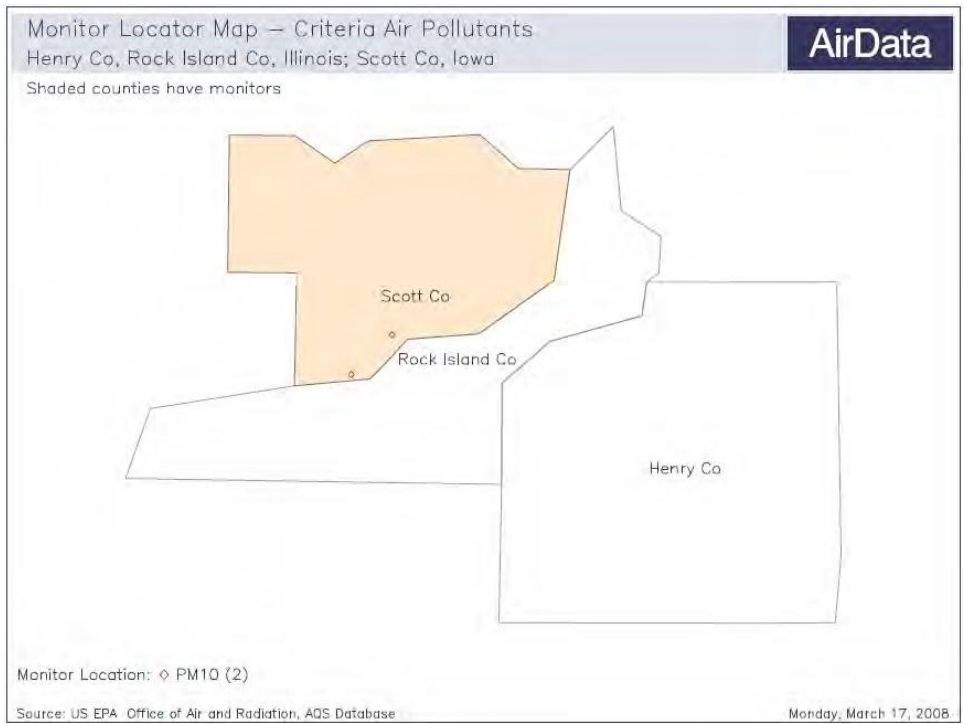 Monitor Locator Map – Criteria Air Pollutants
Henry Co, Rock Island Co, Illinois; Scott Co, Iowa
AirData
Shaded counties have monitors
Scott Co
Rock Island Co
Henry Co
Monitor Location: ◇ PM10 (2)
Source: US EPA Office of Air and Radiation, AQS Database
Monday, March 17, 2008